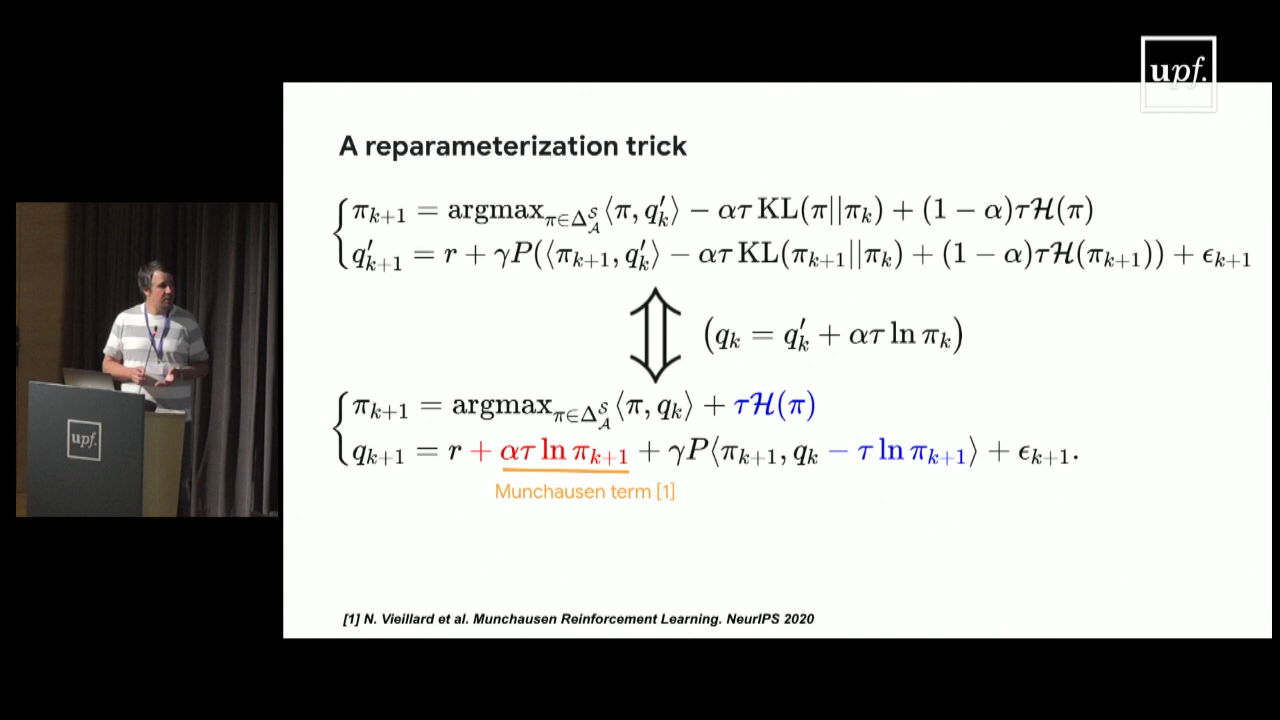 upf.
A reparameterization trick
π_{k+1} = argmax_{π∈Δ_A^S} ⟨π, q′_k⟩ − ατ KL(π||π_k) + (1 − α)τℋ(π)
q′_{k+1} = r + γP(⟨π_{k+1}, q′_k⟩ − ατ KL(π_{k+1}||π_k) + (1 − α)τℋ(π_{k+1})) + ϵ_{k+1}
(q_k = q′_k + ατ ln π_k)
π_{k+1} = argmax_{π∈Δ_A^S} ⟨π, q_k⟩ + τℋ(π)
q_{k+1} = r + ατ ln π_{k+1} + γP⟨π_{k+1}, q_k − τ ln π_{k+1}⟩ + ϵ_{k+1}.
Munchausen term [1]
upf.
[1] N. Vieillard et al. Munchausen Reinforcement Learning. NeurIPS 2020